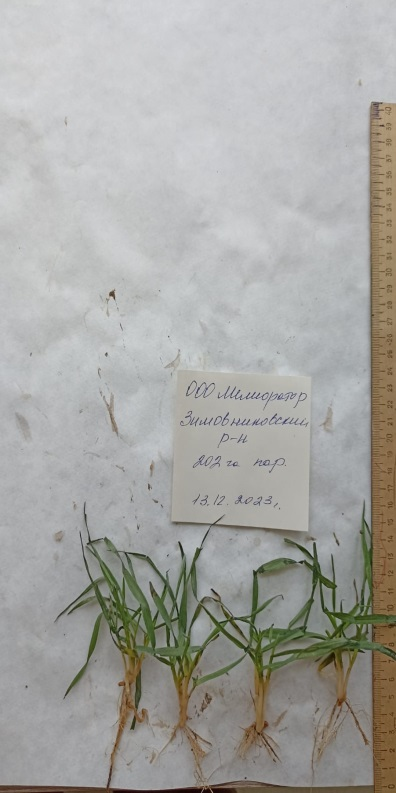 ООО Мелиоратор
Зимовниковский
р-н
202 га пар.
13.12.2023г.